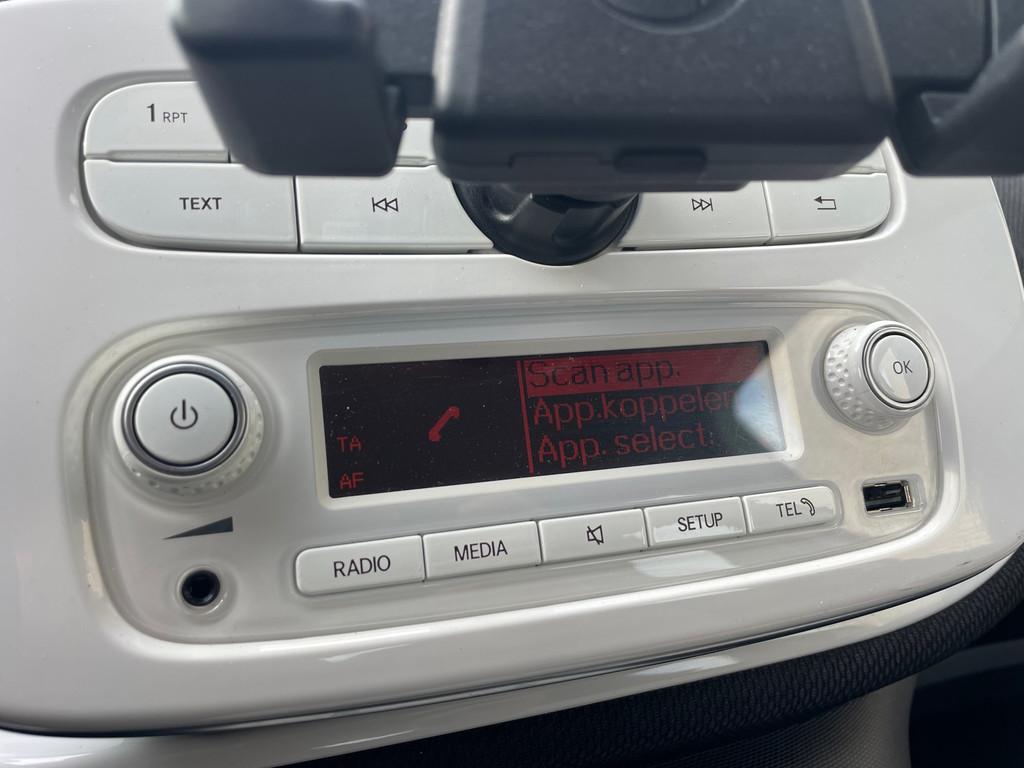 1 RPT
TEXT
Scan app.
App.koppelen
App. select.
TA
AF
OK
RADIO
MEDIA
SETUP
TEL